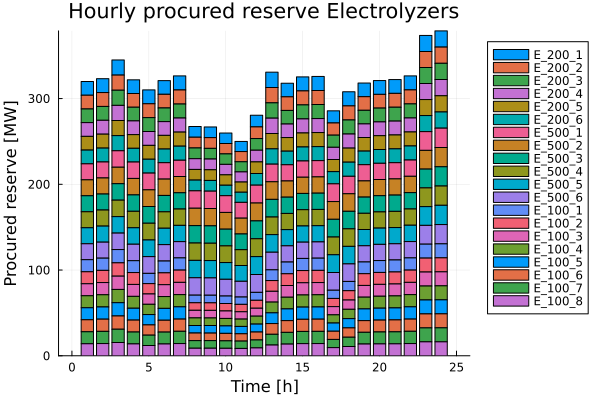 Hourly procured reserve Electrolyzers
Procured reserve [MW]
300
200
100
0
0
5
10
15
20
25
Time [h]
E_200_1
E_200_2
E_200_3
E_200_4
E_200_5
E_200_6
E_500_1
E_500_2
E_500_3
E_500_4
E_500_5
E_500_6
E_100_1
E_100_2
E_100_3
E_100_4
E_100_5
E_100_6
E_100_7
E_100_8